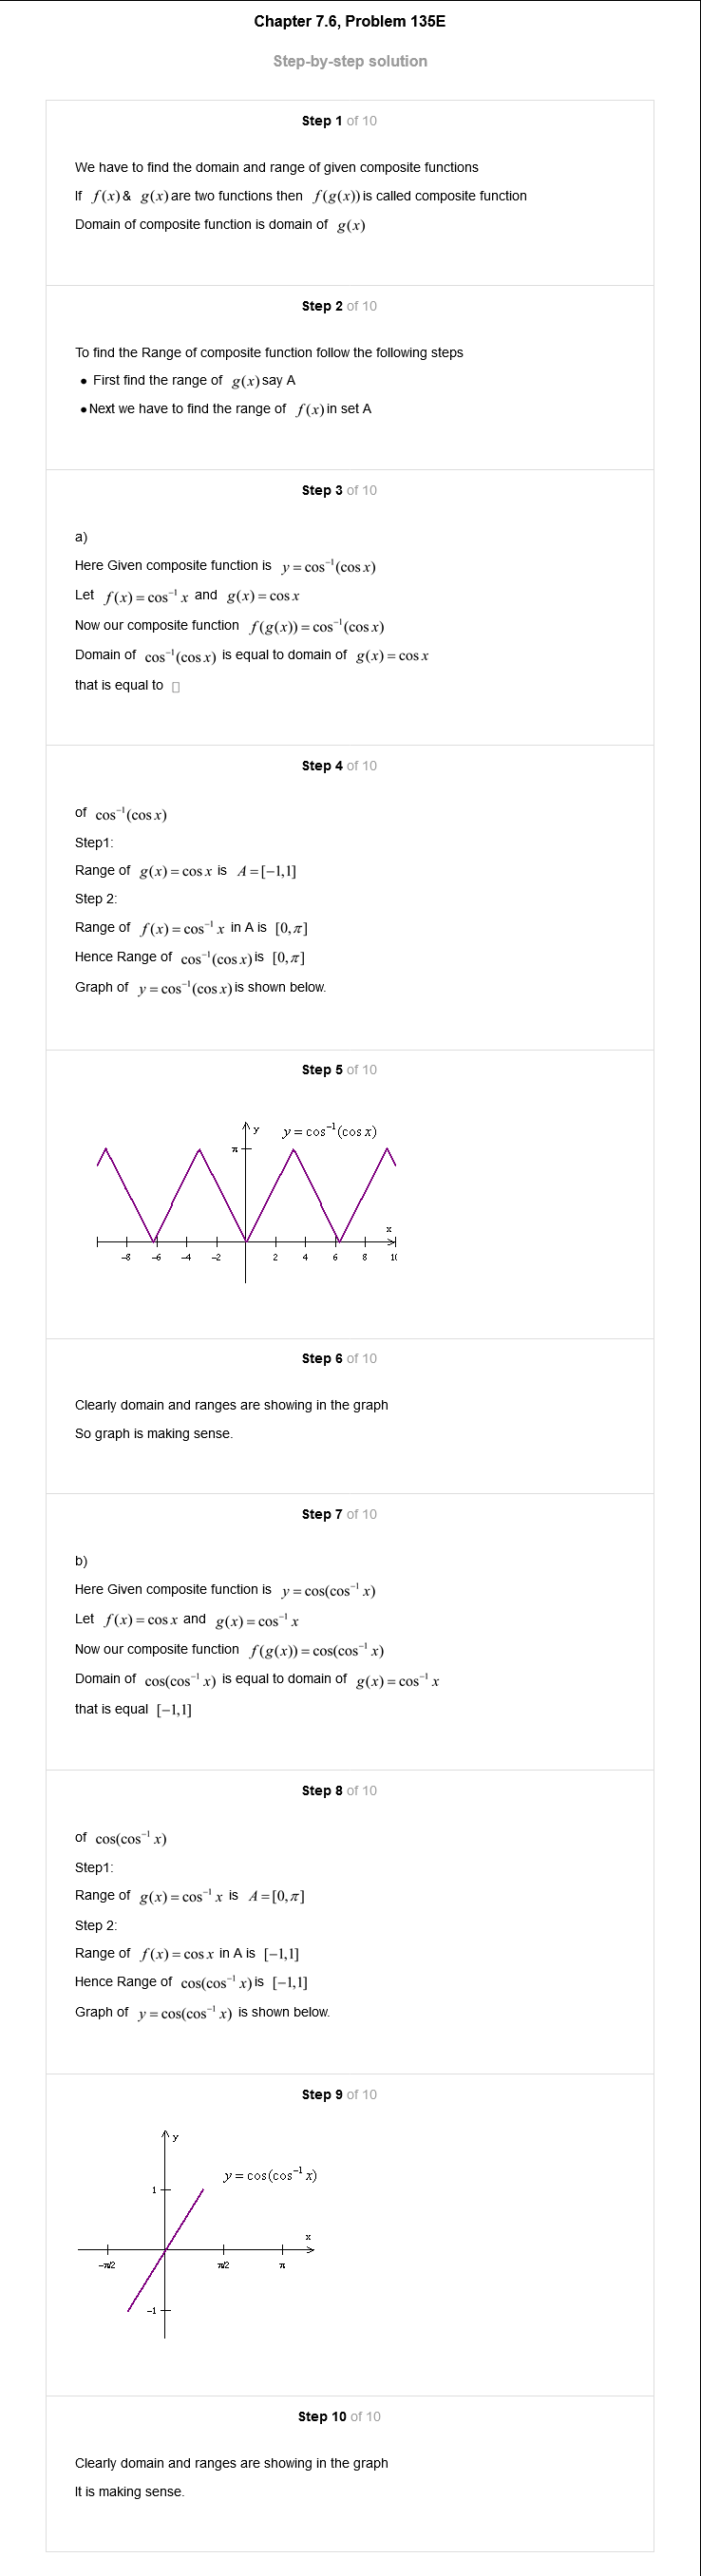 Chapter 7.6, Problem 135E
Step-by-step solution
Step 1 of 10
We have to find the domain and range of given composite functions
If f(x) & g(x) are two functions then f(g(x)) is called composite function
Domain of composite function is domain of g(x)
Step 2 of 10
To find the Range of composite function follow the following steps
• First find the range of g(x) say A
• Next we have to find the range of f(x) in set A
Step 3 of 10
a)
Here Given composite function is y = cos⁻¹(cos x)
Let f(x) = cos⁻¹ x and g(x) = cos x
Now our composite function f(g(x)) = cos⁻¹(cos x)
Domain of cos⁻¹(cos x) is equal to domain of g(x) = cos x
that is equal to □
Step 4 of 10
of cos⁻¹(cos x)
Step1:
Range of g(x) = cos x is A = [−1,1]
Step 2:
Range of f(x) = cos⁻¹ x in A is [0, π]
Hence Range of cos⁻¹(cos x) is [0, π]
Graph of y = cos⁻¹(cos x) is shown below.
Step 5 of 10
y y = cos⁻¹(cos x)
π
x
−8 −6 −4 −2 2 4 6 8 10
Step 6 of 10
Clearly domain and ranges are showing in the graph
So graph is making sense.
Step 7 of 10
b)
Here Given composite function is y = cos(cos⁻¹ x)
Let f(x) = cos x and g(x) = cos⁻¹ x
Now our composite function f(g(x)) = cos(cos⁻¹ x)
Domain of cos(cos⁻¹ x) is equal to domain of g(x) = cos⁻¹ x
that is equal [−1,1]
Step 8 of 10
of cos(cos⁻¹ x)
Step1:
Range of g(x) = cos⁻¹ x is A = [0, π]
Step 2:
Range of f(x) = cos x in A is [−1,1]
Hence Range of cos(cos⁻¹ x) is [−1,1]
Graph of y = cos(cos⁻¹ x) is shown below.
Step 9 of 10
y
y = cos(cos⁻¹ x)
1
x
−π/2 π/2 π
−1
Step 10 of 10
Clearly domain and ranges are showing in the graph
It is making sense.